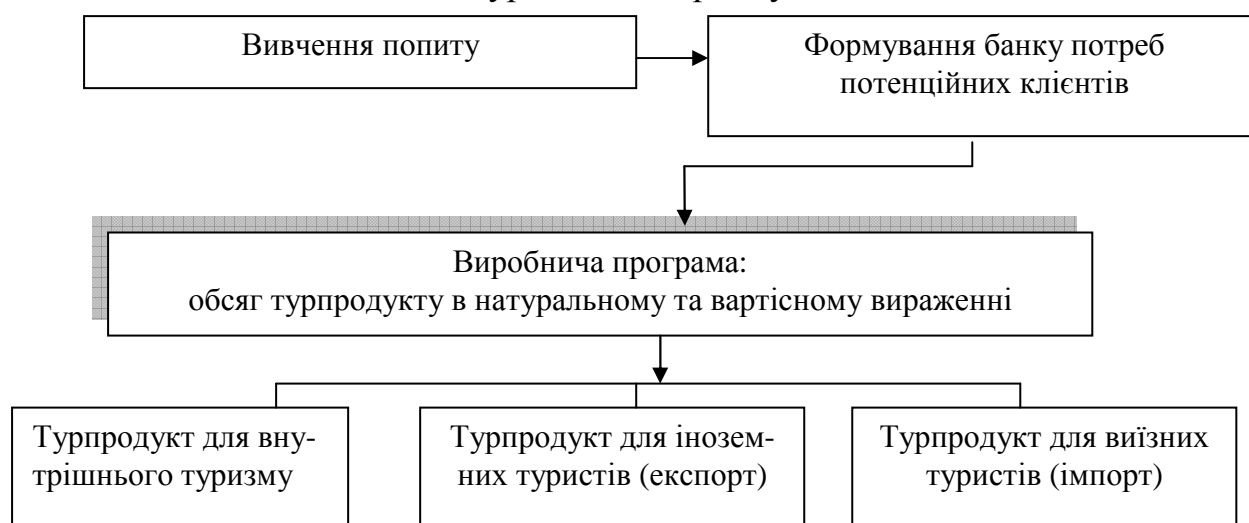 Вивчення попиту
Формування банку потреб
потенційних клієнтів
Виробнича програма:
обсяг турпродукту в натуральному та вартісному вираженні
Турпродукт для вну-
трішнього туризму
Турпродукт для інозем-
них туристів (експорт)
Турпродукт для виїзних
туристів (імпорт)